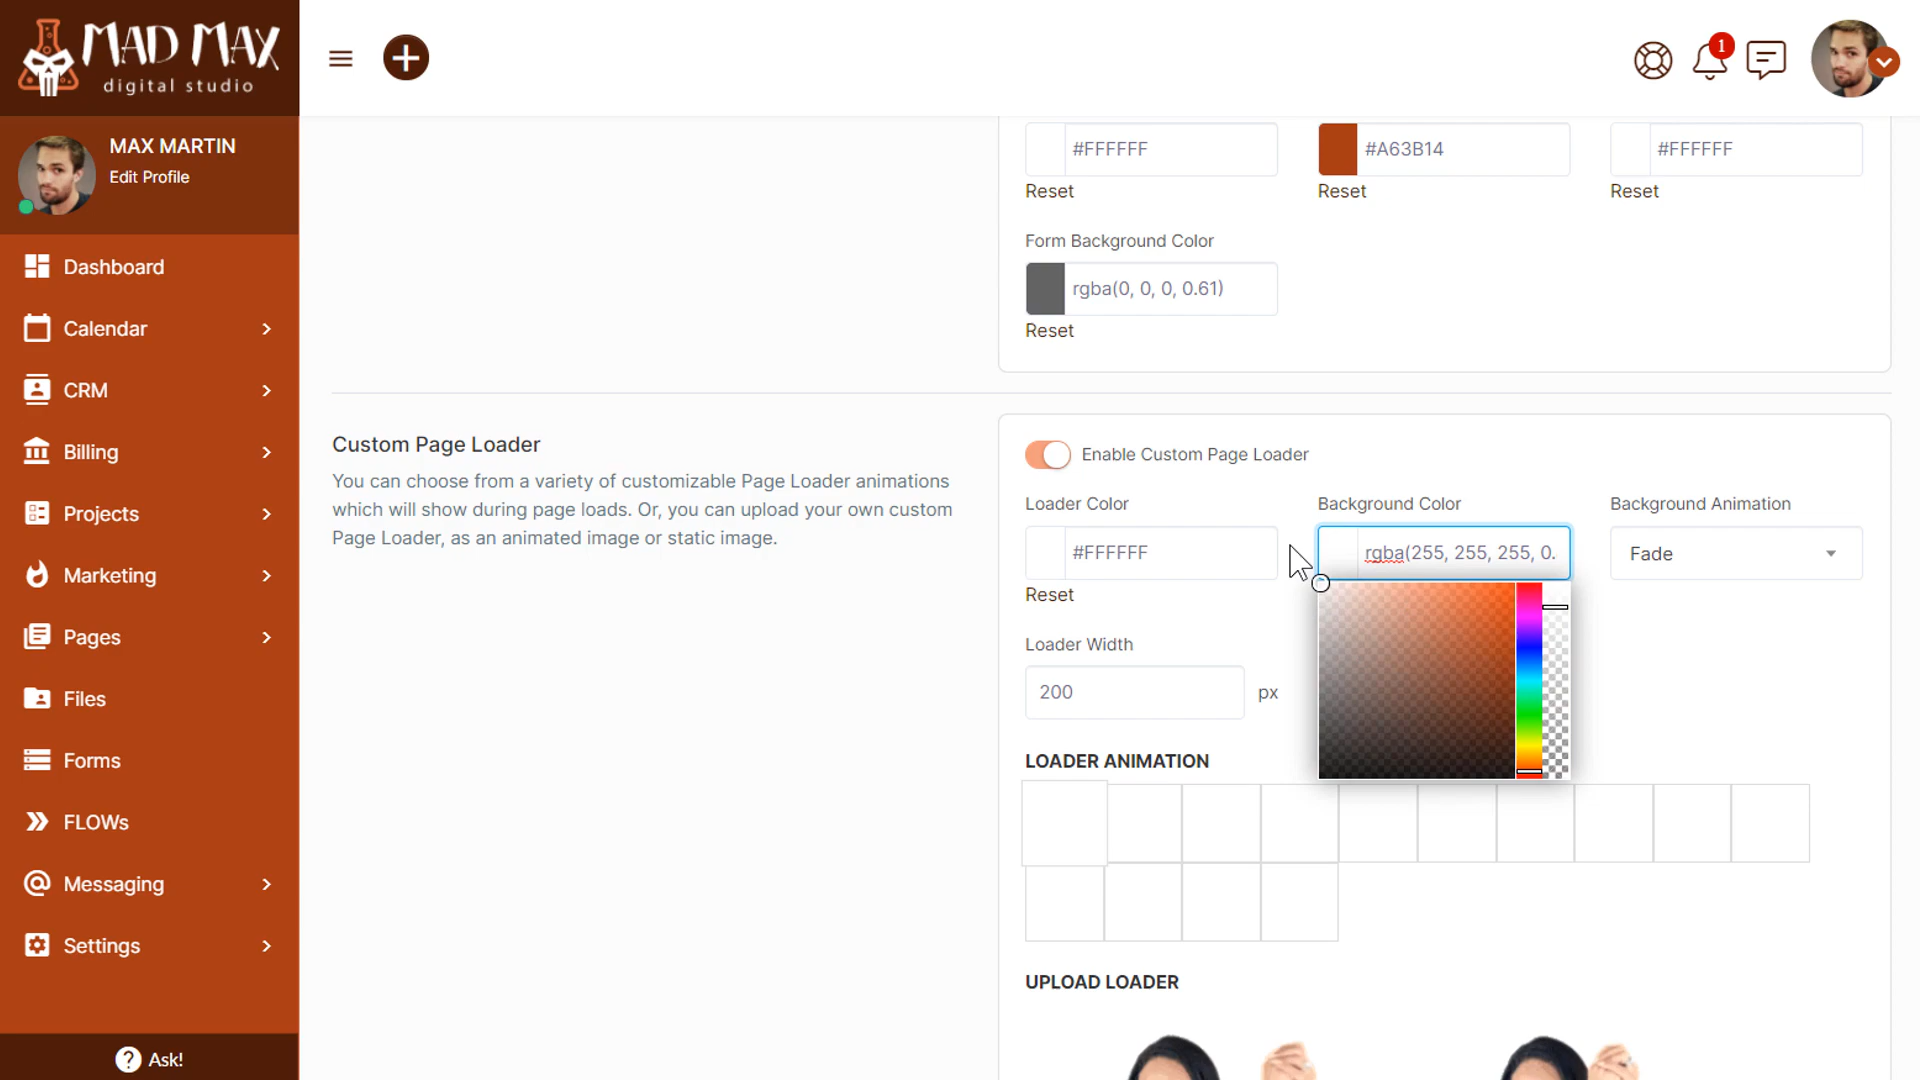 MAD MAX
digital studio
1
MAX MARTIN
Edit Profile
Dashboard
Calendar
CRM
Billing
Projects
Marketing
Pages
Files
Forms
FLOWs
Messaging
Settings
? Ask!
#FFFFFF
#A63B14
#FFFFFF
Reset
Reset
Reset
Form Background Color
rgba(0, 0, 0, 0.61)
Reset
Custom Page Loader
You can choose from a variety of customizable Page Loader animations
which will show during page loads. Or, you can upload your own custom
Page Loader, as an animated image or static image.
Enable Custom Page Loader
Loader Color
Background Color
Background Animation
#FFFFFF
rgba(255, 255, 255, 0.
Fade
Reset
Loader Width
200
px
LOADER ANIMATION
UPLOAD LOADER